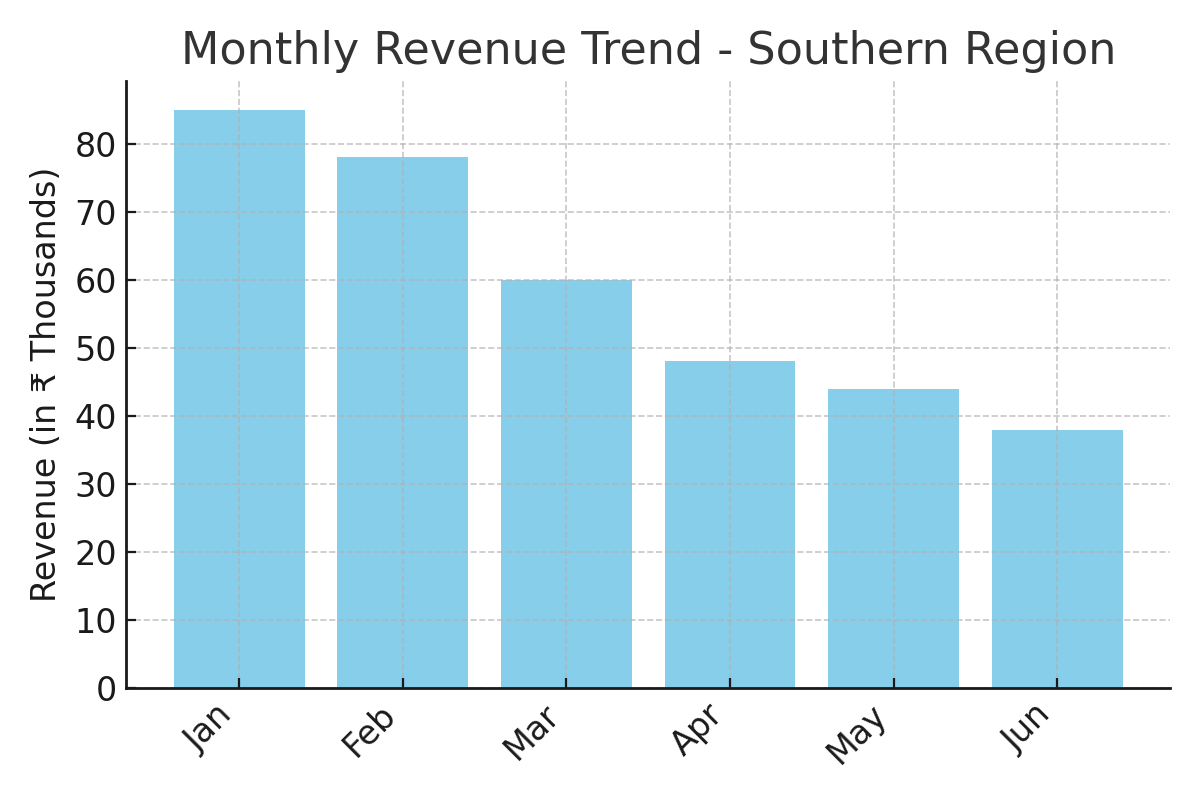 Monthly Revenue Trend - Southern Region
Revenue (in ₹ Thousands)
80
70
60
50
40
30
20
10
0
Jan
Feb
Mar
Apr
May
Jun